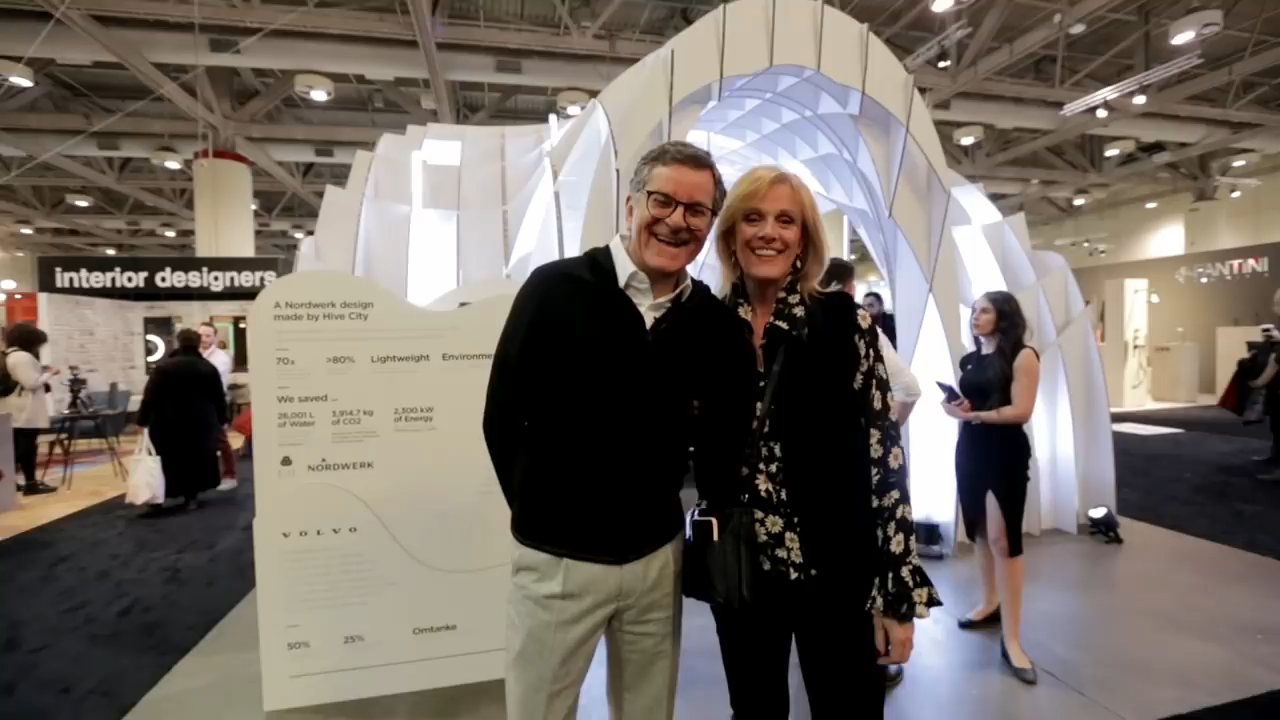 interior designers
FANTINI
A Nordwerk design
made by Hive City
70x
>80%
Lightweight
Environme
We saved ...
28,001 L
of Water
3,914.7 kg
of CO2
2,300 kW
of Energy
NORDWERK
VOLVO
50%
25%
Omtanke